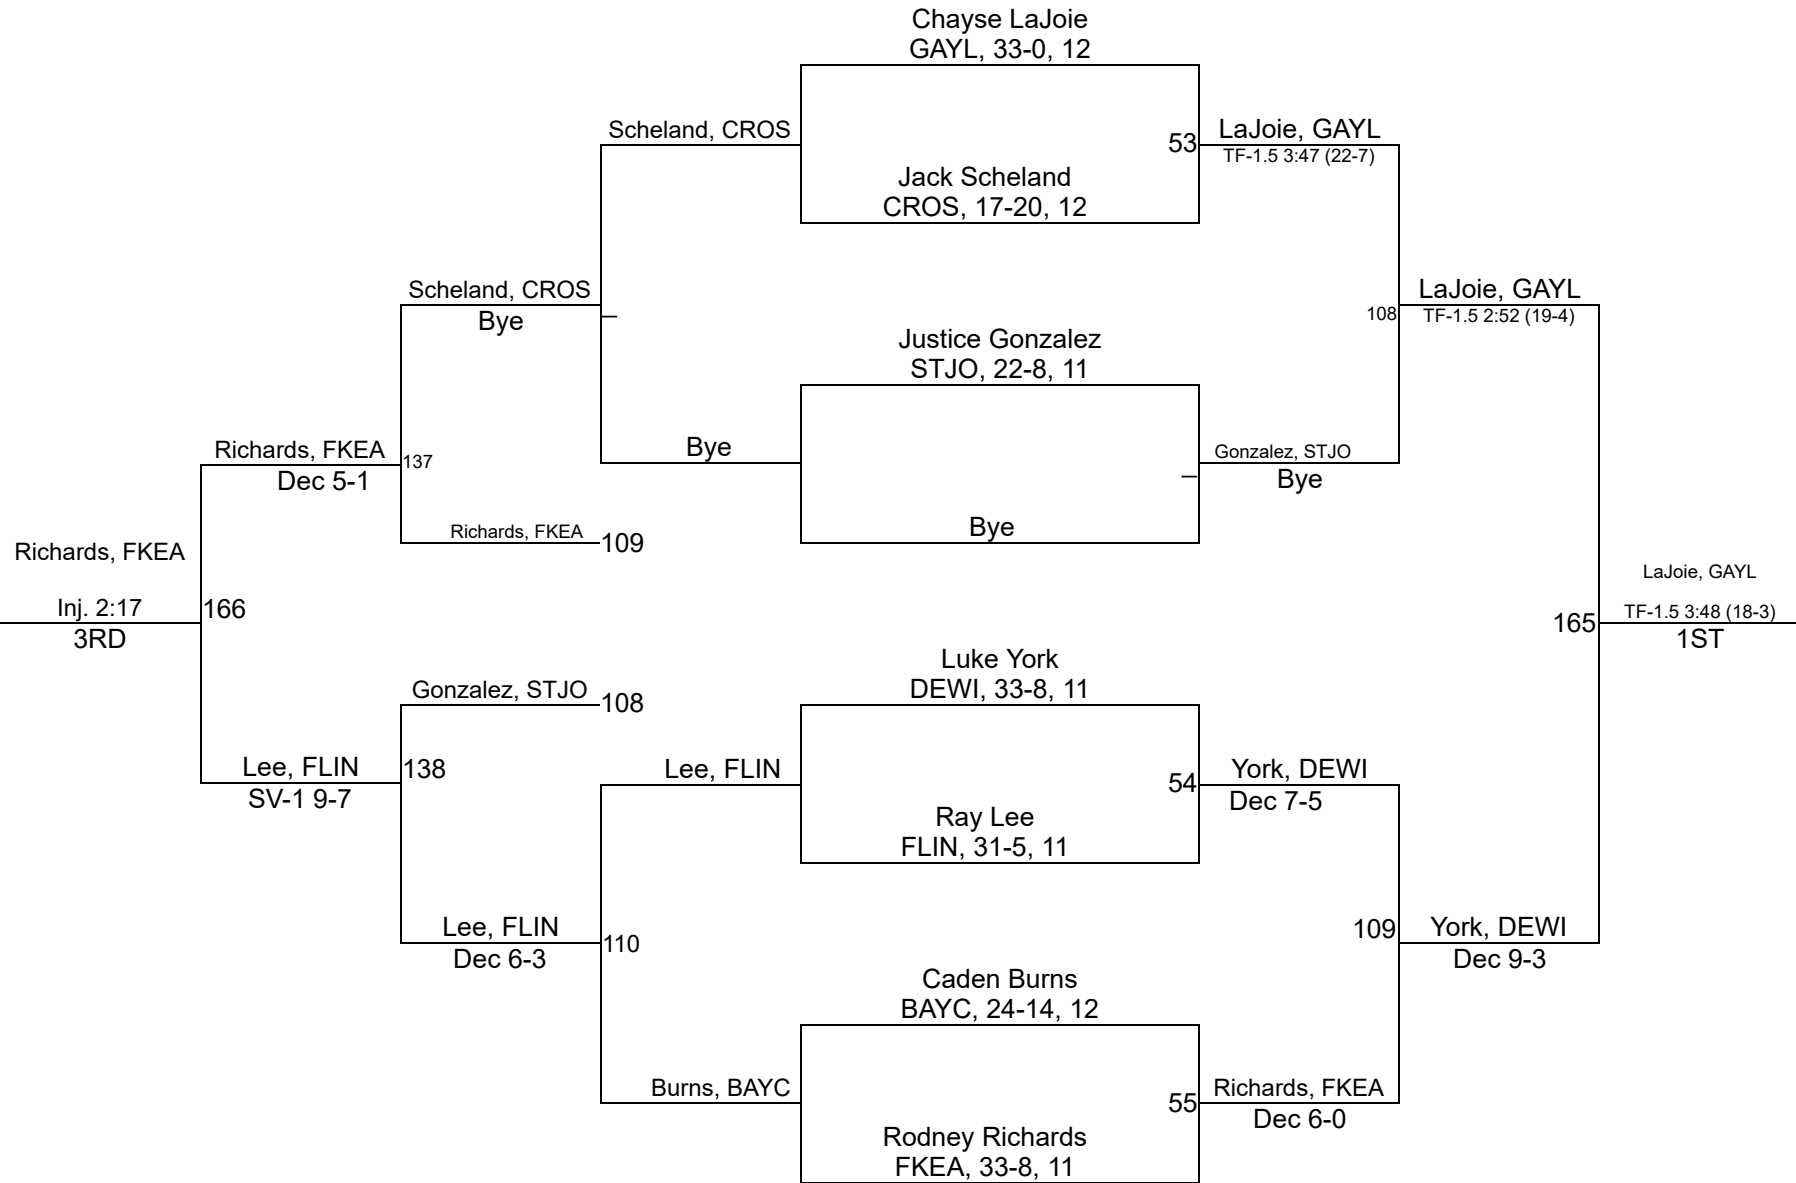 Chayse LaJoie
GAYL, 33-0, 12
Scheland, CROS
53
LaJoie, GAYL
TF-1.5 3:47 (22-7)
Jack Scheland
CROS, 17-20, 12
Scheland, CROS
Bye
–
108
LaJoie, GAYL
TF-1.5 2:52 (19-4)
Justice Gonzalez
STJO, 22-8, 11
Richards, FKEA
Dec 5-1
137
Bye
–
Gonzalez, STJO
Bye
Richards, FKEA
109
Bye
Richards, FKEA
Inj. 2:17
3RD
166
LaJoie, GAYL
165
TF-1.5 3:48 (18-3)
1ST
Gonzalez, STJO
108
Luke York
DEWI, 33-8, 11
Lee, FLIN
SV-1 9-7
138
Lee, FLIN
54
York, DEWI
Dec 7-5
Ray Lee
FLIN, 31-5, 11
Lee, FLIN
Dec 6-3
110
109
York, DEWI
Dec 9-3
Caden Burns
BAYC, 24-14, 12
Burns, BAYC
55
Richards, FKEA
Dec 6-0
Rodney Richards
FKEA, 33-8, 11